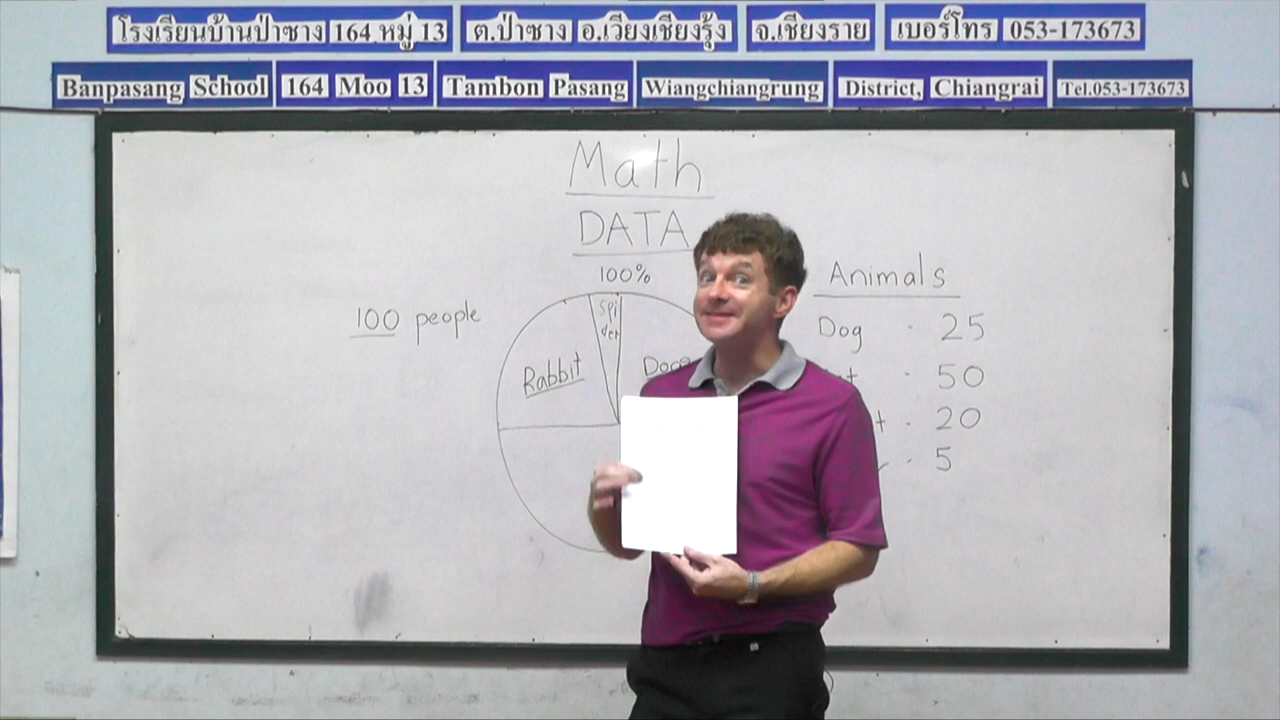 โรงเรียนบ้านป่าซาง 164 หมู่ 13 ต.ป่าซาง อ.เวียงเชียงรุ้ง จ.เชียงราย เบอร์โทร 053-173673
Banpasang School 164 Moo 13 Tambon Pasang Wiangchiangrung District, Chiangrai Tel.053-173673
Math
DATA
100%
100 people
Spi
der
Rabbit
Animals
Dog - 25
50
20
5